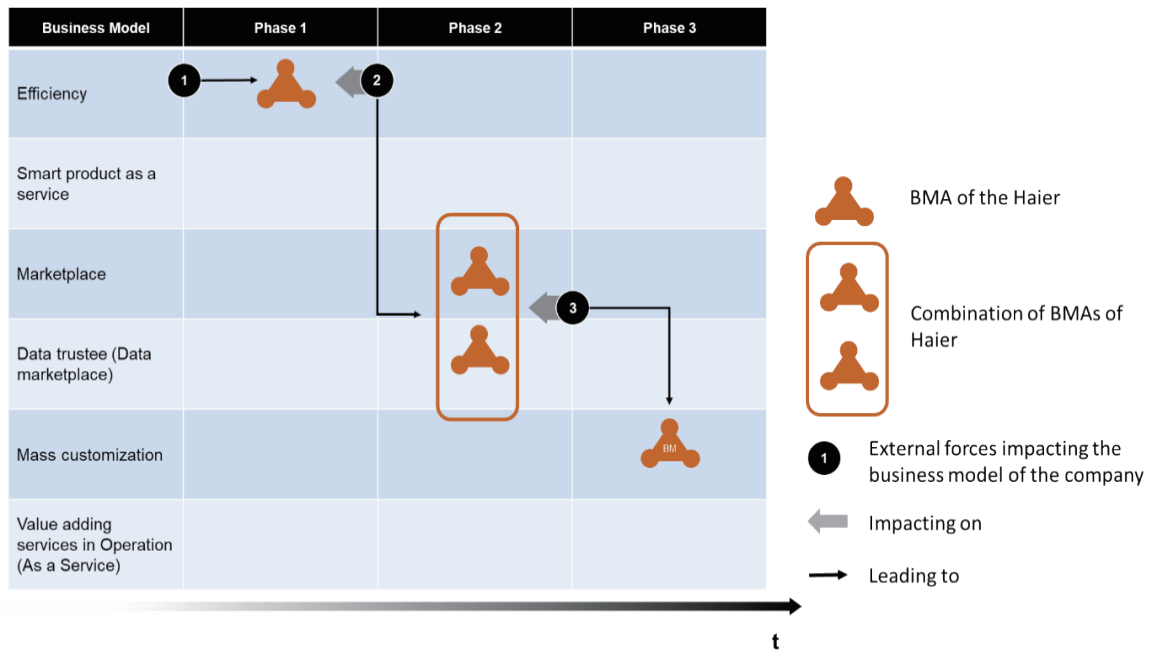 Business Model
Phase 1
Phase 2
Phase 3
Efficiency
1
2
Smart product as a
service
Marketplace
3
Data trustee (Data
marketplace)
Mass customization
BM
Value adding
services in Operation
(As a Service)
t
BMA of the Haier
Combination of BMAs of
Haier
1
External forces impacting the
business model of the company
Impacting on
Leading to